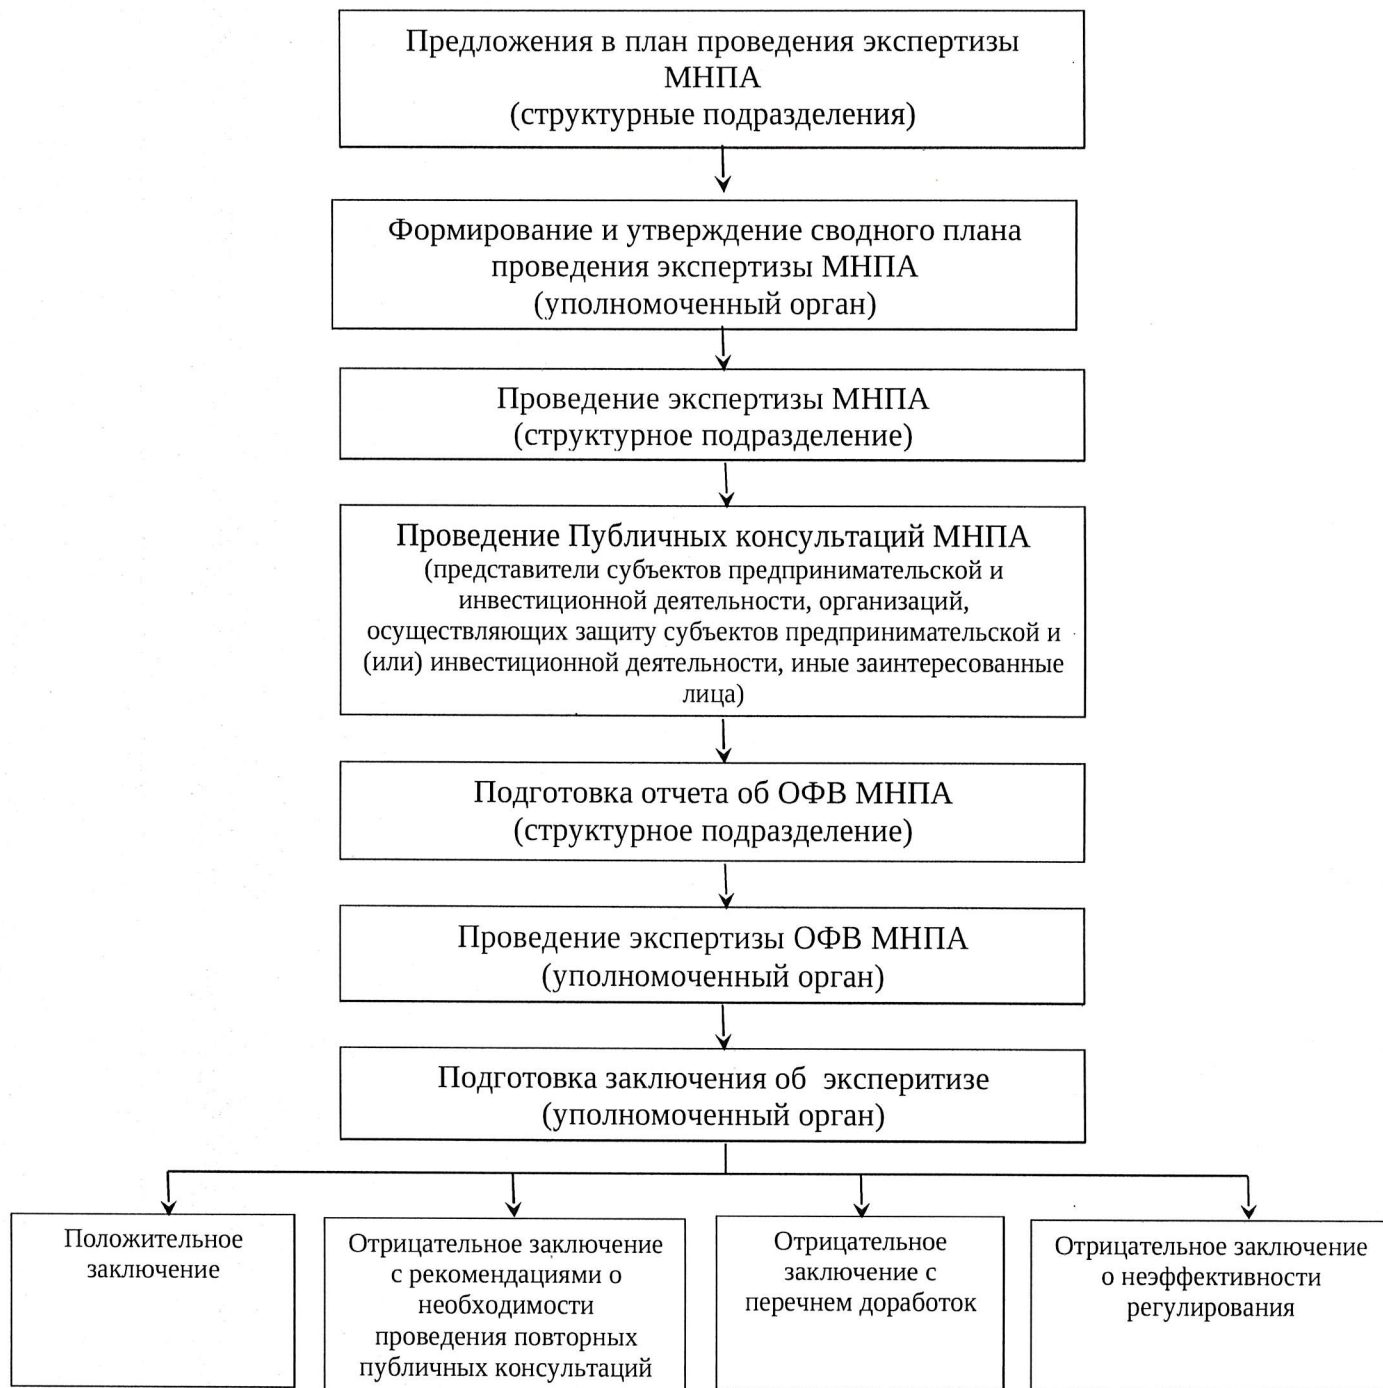 Предложения в план проведения экспертизы
МНПА
(структурные подразделения)
Формирование и утверждение сводного плана
проведения экспертизы МНПА
(уполномоченный орган)
Проведение экспертизы МНПА
(структурное подразделение)
Проведение Публичных консультаций МНПА
(представители субъектов предпринимательской и
инвестиционной деятельности, организаций,
осуществляющих защиту субъектов предпринимательской и
(или) инвестиционной деятельности, иные заинтересованные
лица)
Подготовка отчета об ОФВ МНПА
(структурное подразделение)
Проведение экспертизы ОФВ МНПА
(уполномоченный орган)
Подготовка заключения об эксперитизе
(уполномоченный орган)
Положительное
заключение
Отрицательное заключение
с рекомендациями о
необходимости
проведения повторных
публичных консультаций
Отрицательное
заключение с
перечнем доработок
Отрицательное заключение
о неэффективности
регулирования